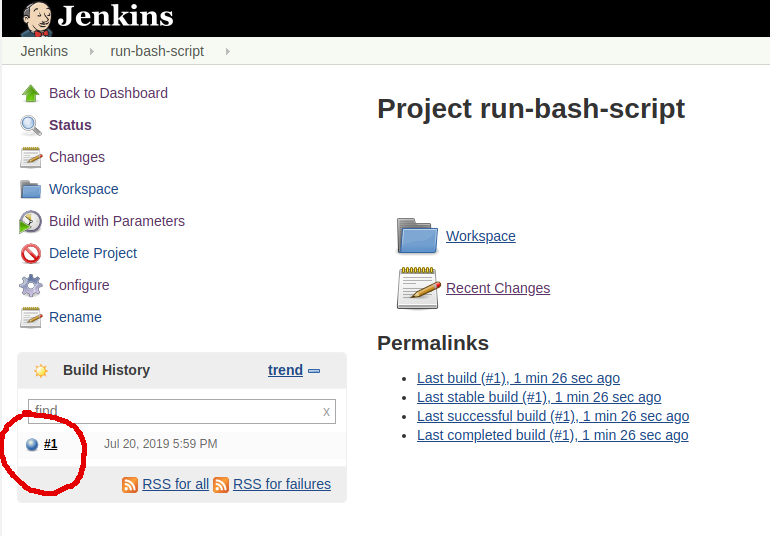 Jenkins
Jenkins run-bash-script
Back to Dashboard
Status
Changes
Workspace
Build with Parameters
Delete Project
Configure
Rename
Build History trend
find x
#1 Jul 20, 2019 5:59 PM
RSS for all RSS for failures
Project run-bash-script
Workspace
Recent Changes
Permalinks
Last build (#1), 1 min 26 sec ago
Last stable build (#1), 1 min 26 sec ago
Last successful build (#1), 1 min 26 sec ago
Last completed build (#1), 1 min 26 sec ago